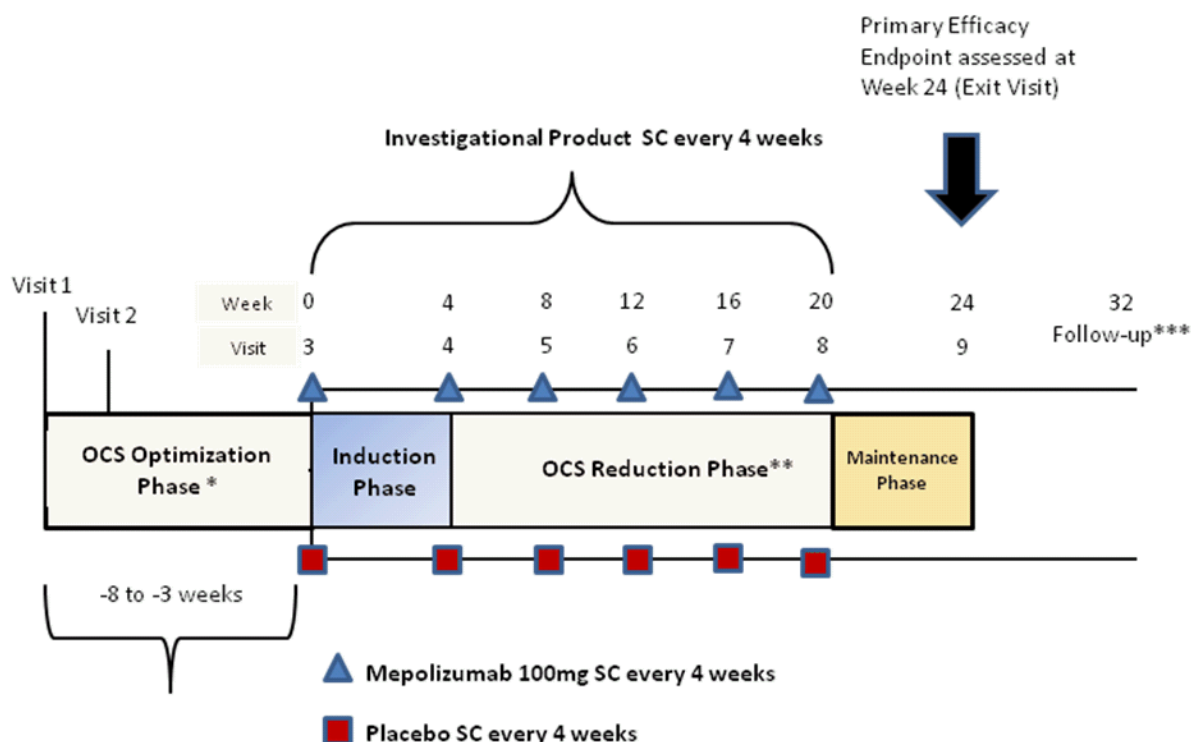 Primary Efficacy
Endpoint assessed at
Week 24 (Exit Visit)
Investigational Product SC every 4 weeks
Visit 1
Visit 2
Week 0 4 8 12 16 20 24 32
Follow-up***
Visit 3 4 5 6 7 8 9
OCS Optimization
Phase *
Induction
Phase
OCS Reduction Phase**
Maintenance
Phase
-8 to -3 weeks
Mepolizumab 100mg SC every 4 weeks
Placebo SC every 4 weeks